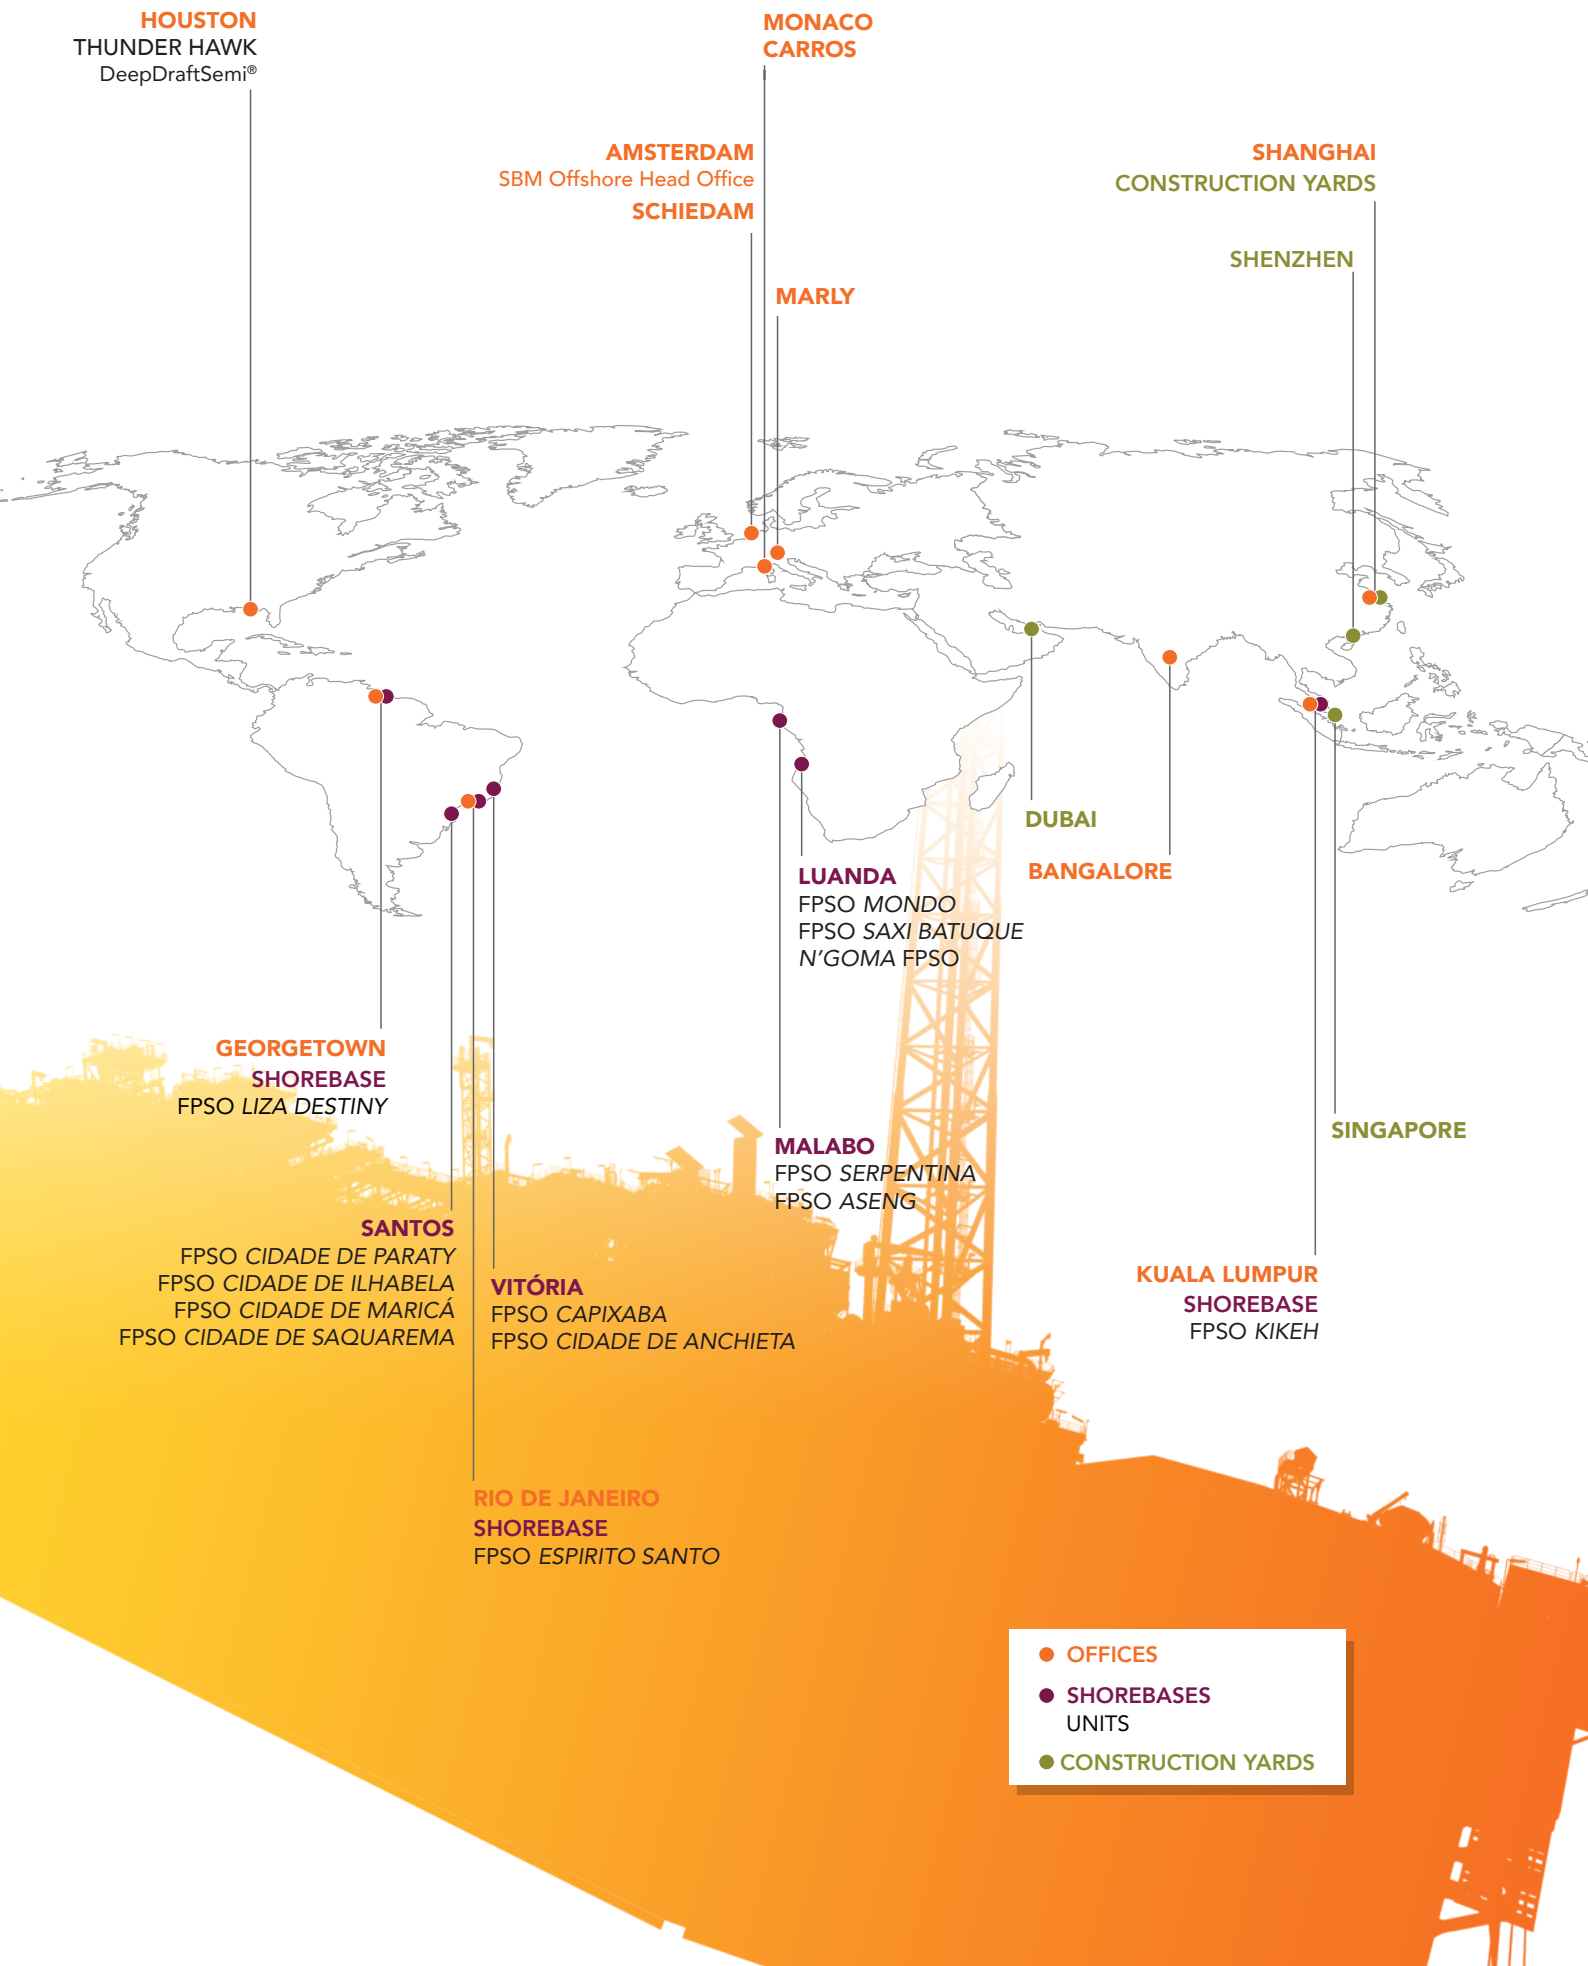 HOUSTON
THUNDER HAWK
DeepDraftSemi®
MONACO
CARROS
AMSTERDAM
SBM Offshore Head Office
SCHIEDAM
SHANGHAI
CONSTRUCTION YARDS
SHENZHEN
MARLY
DUBAI
BANGALORE
LUANDA
FPSO MONDO
FPSO SAXI BATUQUE
N'GOMA FPSO
GEORGETOWN
SHOREBASE
FPSO LIZA DESTINY
SINGAPORE
MALABO
FPSO SERPENTINA
FPSO ASENG
SANTOS
FPSO CIDADE DE PARATY
FPSO CIDADE DE ILHABELA
FPSO CIDADE DE MARICÁ
FPSO CIDADE DE SAQUAREMA
VITÓRIA
FPSO CAPIXABA
FPSO CIDADE DE ANCHIETA
KUALA LUMPUR
SHOREBASE
FPSO KIKEH
RIO DE JANEIRO
SHOREBASE
FPSO ESPIRITO SANTO
OFFICES
SHOREBASES
UNITS
CONSTRUCTION YARDS